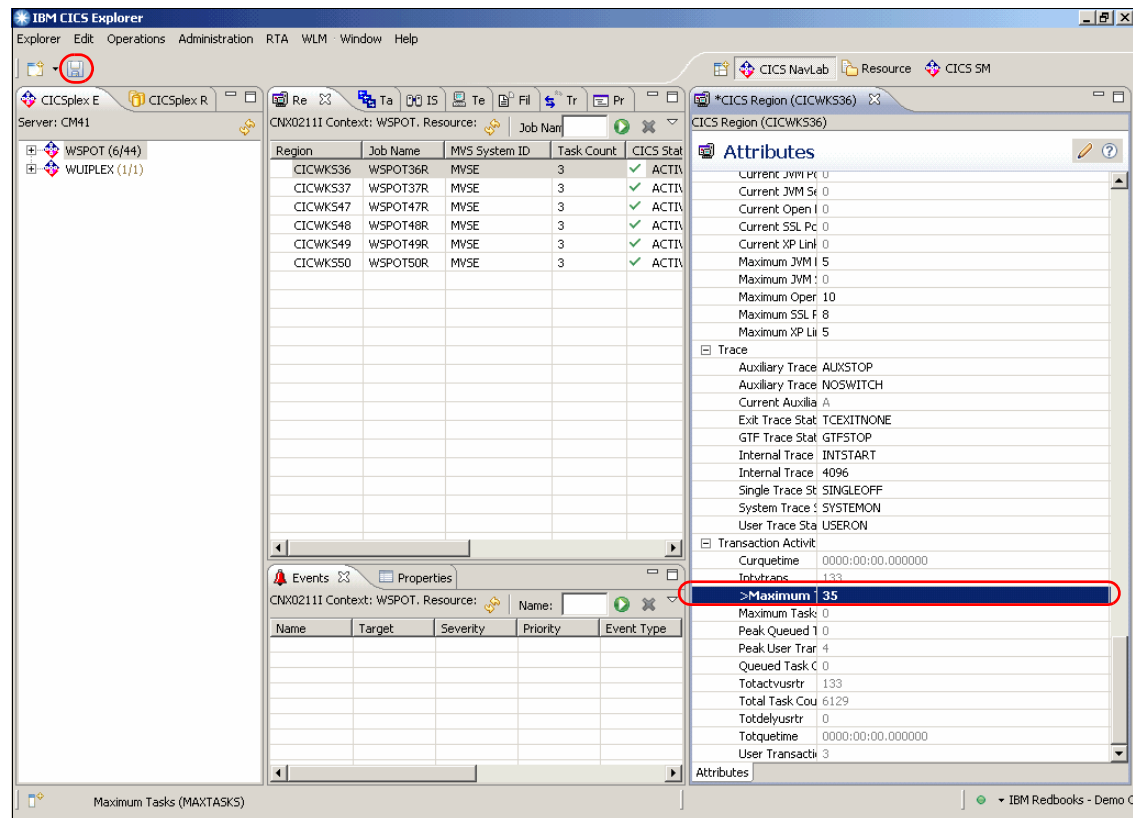 IBM CICS Explorer
Explorer Edit Operations Administration RTA WLM Window Help
CICS NavLab Resource CICS SM
CICSplex E CICSplex R
Server: CM41
WSPOT (6/44)
WUIPLEX (1/1)
Re Ta IS Te Fil Tr Pr
CNX0211I Context: WSPOT. Resource: Job Nam
Region Job Name MVS System ID Task Count CICS Stat
CICWKS36 WSPOT36R MVSE 3 ACTIV
CICWKS37 WSPOT37R MVSE 3 ACTIV
CICWKS47 WSPOT47R MVSE 3 ACTIV
CICWKS48 WSPOT48R MVSE 3 ACTIV
CICWKS49 WSPOT49R MVSE 3 ACTIV
CICWKS50 WSPOT50R MVSE 3 ACTIV
Events Properties
CNX0211I Context: WSPOT. Resource: Name:
Name Target Severity Priority Event Type
*CICS Region (CICWKS36)
CICS Region (CICWKS36)
Attributes
Current JVM Po 0
Current JVM Se 0
Current Open 0
Current SSL Po 0
Current XP Link 0
Maximum JVM 5
Maximum JVM 0
Maximum Oper 10
Maximum SSL P 8
Maximum XP Li 5
Trace
Auxiliary Trace AUXSTOP
Auxiliary Trace NOSWITCH
Current Auxilia A
Exit Trace Stat TCEXITNONE
GTF Trace Stat GTFSTOP
Internal Trace INTSTART
Internal Trace 4096
Single Trace St SINGLEOFF
System Trace SYSTEMON
User Trace Sta USERON
Transaction Activit
Curquetime 0000:00:00.000000
Intvtrans 133
>Maximum 35
Maximum Task 0
Peak Queued T 0
Peak User Tran 4
Queued Task C 0
Totactvusrtr 133
Total Task Cou 6129
Totdelyusrtr 0
Totquetime 0000:00:00.000000
User Transacti 3
Attributes
Maximum Tasks (MAXTASKS)
IBM Redbooks - Demo C